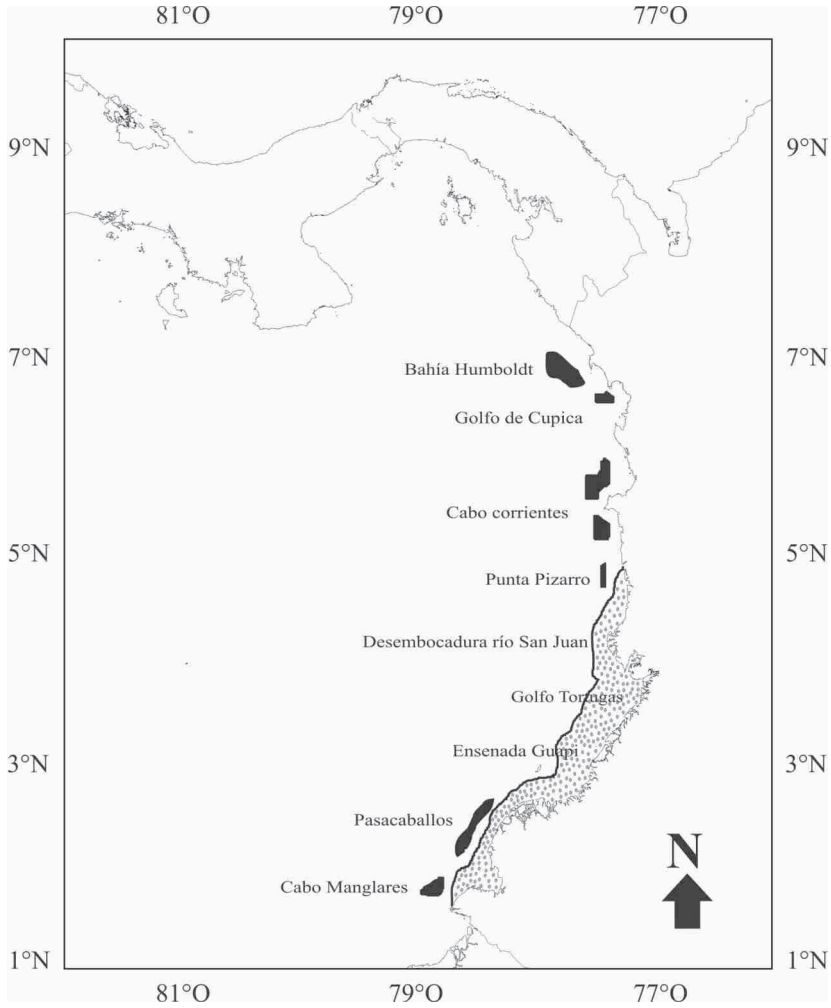 81°O 79°O 77°O
9°N 9°N
7°N 7°N
Bahía Humboldt
Golfo de Cupica
Cabo corrientes
5°N 5°N
Punta Pizarro
Desembocadura río San Juan
Golfo Tortugas
Ensenada Guapi
3°N 3°N
Pasacaballos
N
Cabo Manglares
1°N 1°N
81°O 79°O 77°O